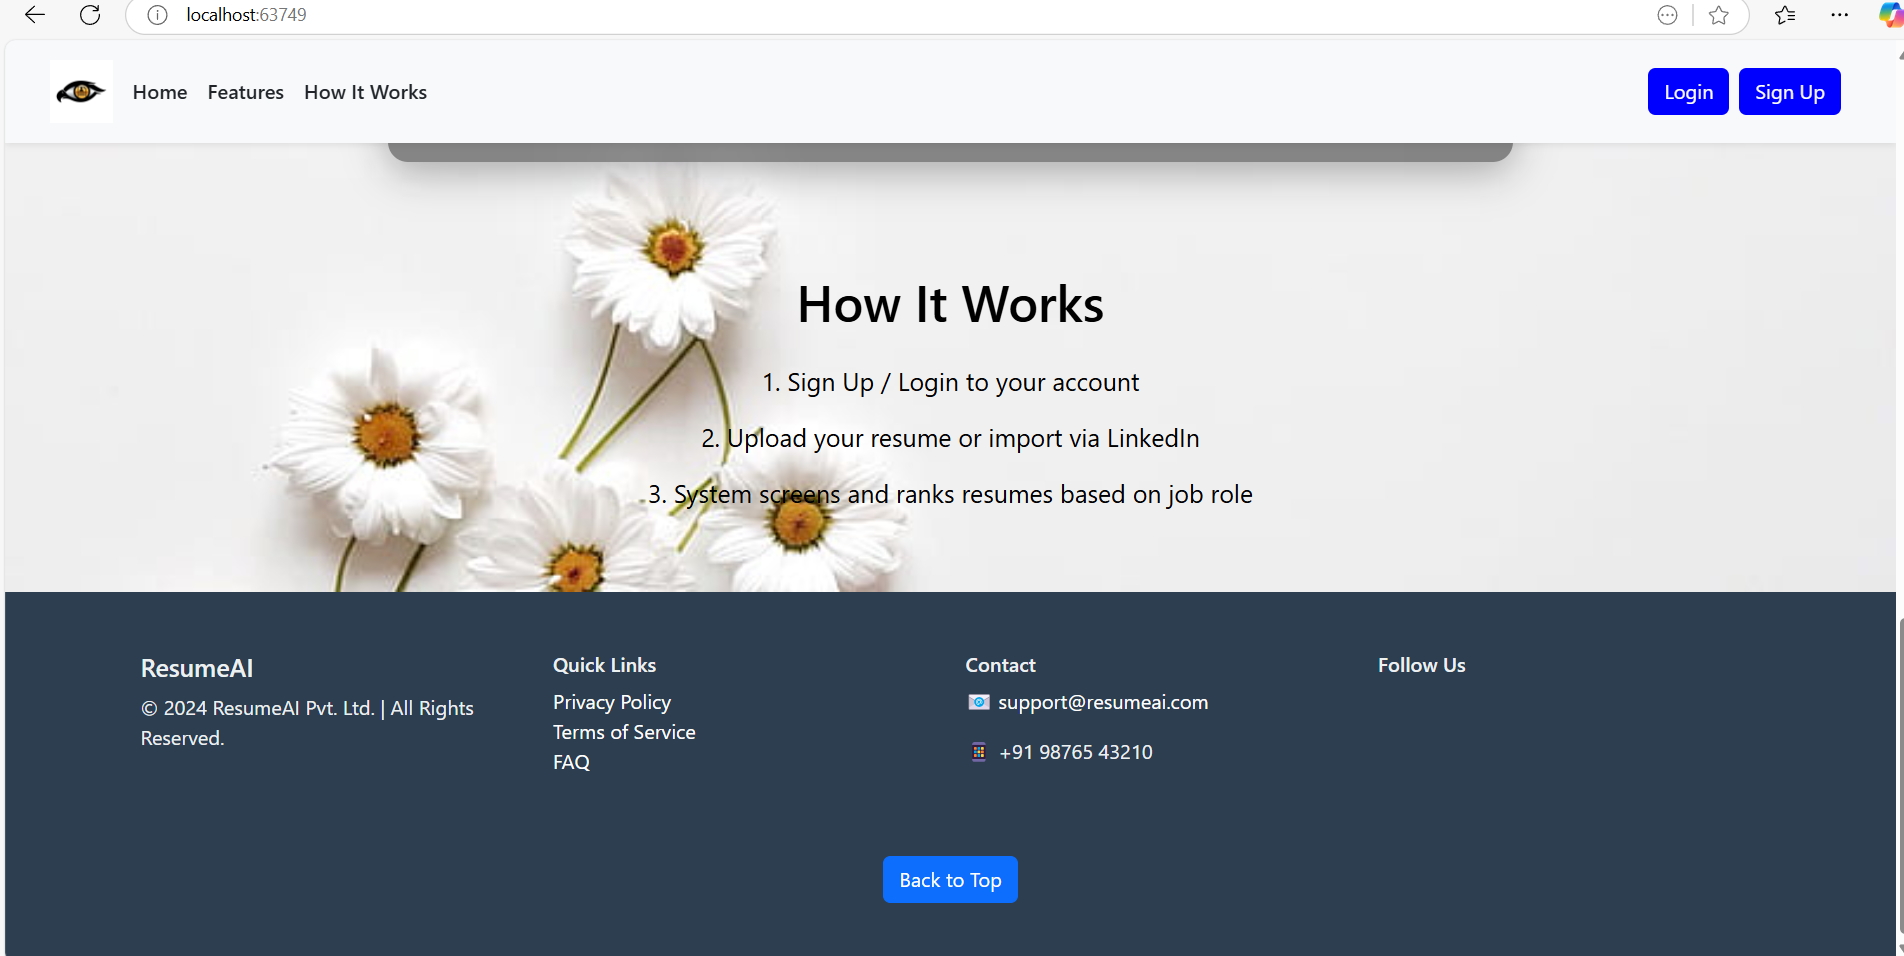 localhost:63749
Home Features How It Works
Login Sign Up
How It Works
1. Sign Up / Login to your account
2. Upload your resume or import via LinkedIn
3. System screens and ranks resumes based on job role
ResumeAI
© 2024 ResumeAI Pvt. Ltd. | All Rights
Reserved.
Quick Links
Privacy Policy
Terms of Service
FAQ
Contact
support@resumeai.com
+91 98765 43210
Follow Us
Back to Top